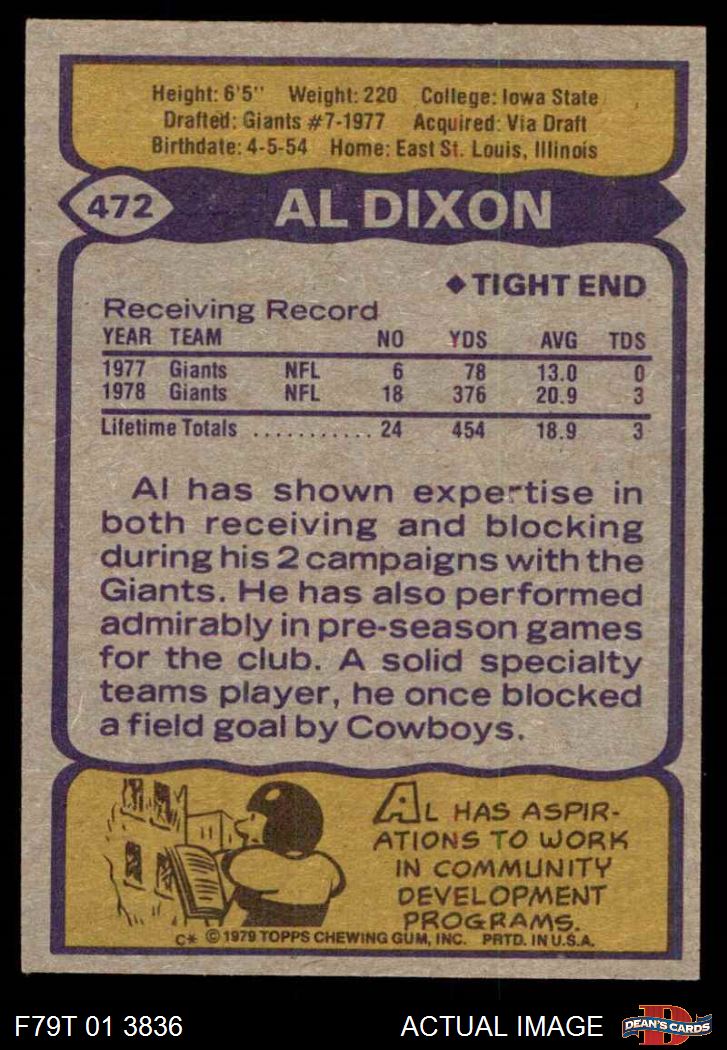 Height: 6'5" Weight: 220 College: Iowa State
Drafted: Giants #7-1977 Acquired: Via Draft
Birthdate: 4-5-54 Home: East St. Louis, Illinois
472 AL DIXON
◆ TIGHT END
Receiving Record
YEAR TEAM NO YDS AVG TDS
1977 Giants NFL 6 78 13.0 0
1978 Giants NFL 18 376 20.9 3
Lifetime Totals ........... 24 454 18.9 3
Al has shown expertise in
both receiving and blocking
during his 2 campaigns with the
Giants. He has also performed
admirably in pre-season games
for the club. A solid specialty
teams player, he once blocked
a field goal by Cowboys.
AL HAS ASPIR-
ATIONS TO WORK
IN COMMUNITY
DEVELOPMENT
PROGRAMS.
C* © 1979 TOPPS CHEWING GUM, INC. PRTD. IN U.S.A.
F79T 01 3836 ACTUAL IMAGE D DEAN'S CARDS